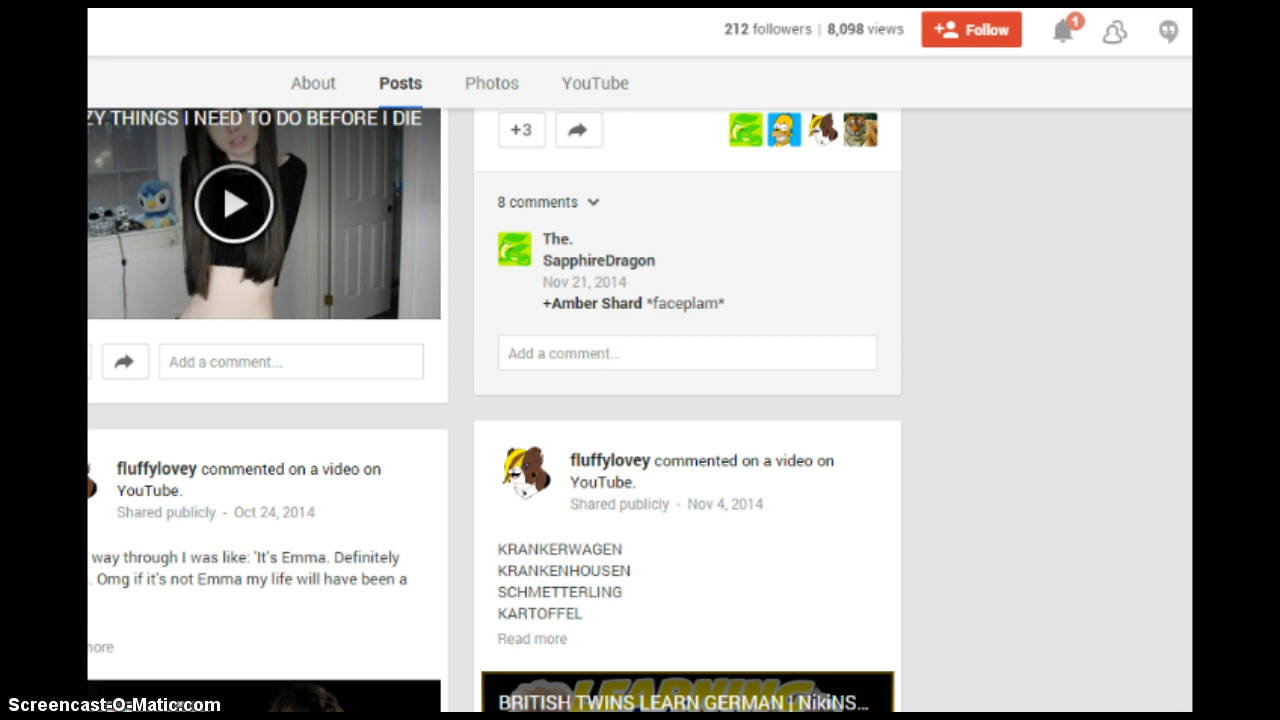 212 followers | 8,098 views
Follow
1
About Posts Photos YouTube
ZY THINGS I NEED TO DO BEFORE I DIE
Add a comment...
fluffylovey commented on a video on
YouTube.
Shared publicly - Oct 24, 2014
way through I was like: 'It's Emma. Definitely
. Omg if it's not Emma my life will have been a
more
+3
8 comments
The.
SapphireDragon
Nov 21, 2014
+Amber Shard *faceplam*
Add a comment...
fluffylovey commented on a video on
YouTube.
Shared publicly - Nov 4, 2014
KRANKERWAGEN
KRANKENHOUSEN
SCHMETTERLING
KARTOFFEL
Read more
LEARNING
BRITISH TWINS LEARN GERMAN | NikiNS...
Screencast-O-Matic.com